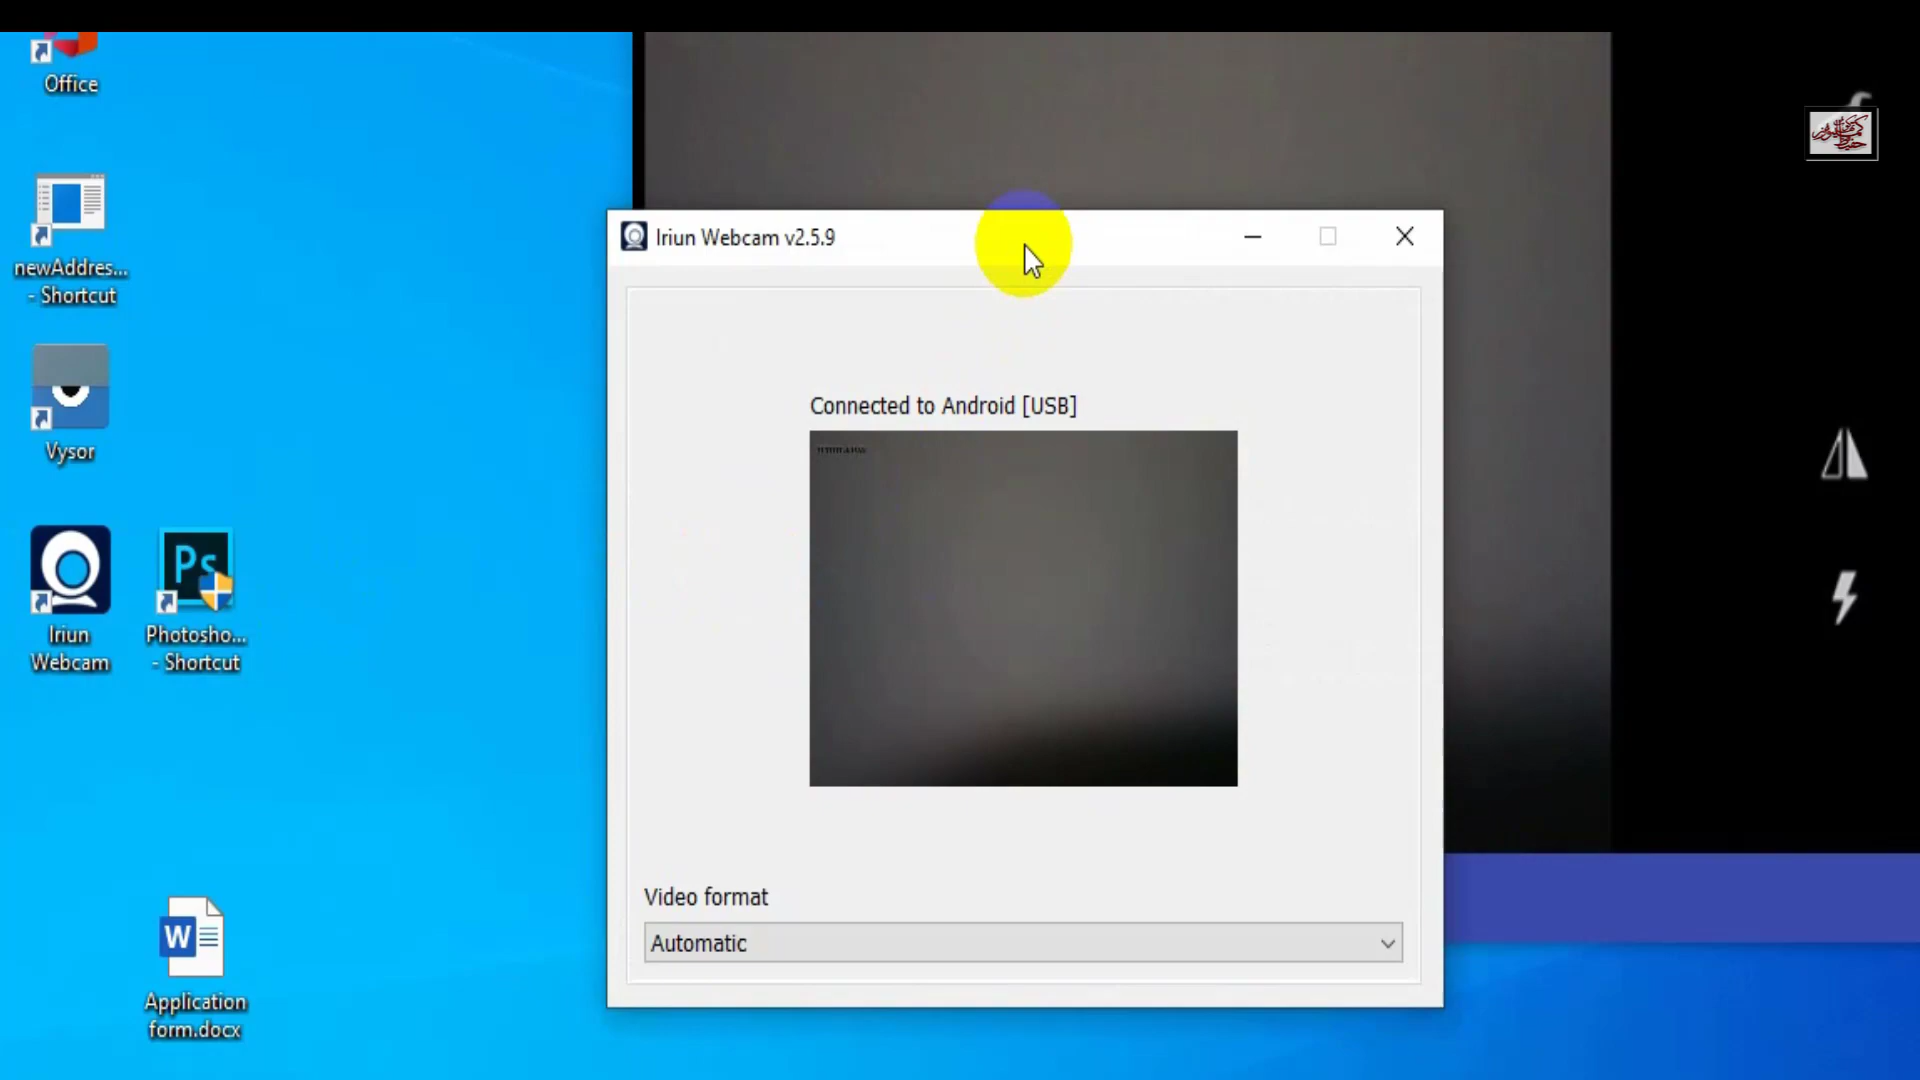 Office
newAddres...
- Shortcut
Vysor
Iriun
Webcam
Ps
Photosho...
- Shortcut
W
Application
form.docx
Iriun Webcam v2.5.9
Connected to Android [USB]
Video format
Automatic